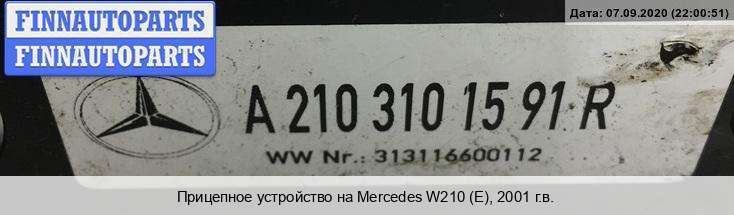 FINNAUTOPARTS
FINNAUTOPARTS
Дата: 07.09.2020 (22:00:51)
A 210 310 15 91 R
WW Nr.: 313116600112
Прицепное устройство на Mercedes W210 (E), 2001 г.в.